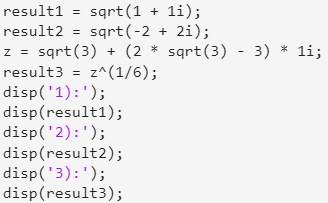 result1 = sqrt(1 + 1i);
result2 = sqrt(-2 + 2i);
z = sqrt(3) + (2 * sqrt(3) - 3) * 1i;
result3 = z^(1/6);
disp('1):');
disp(result1);
disp('2):');
disp(result2);
disp('3):');
disp(result3);